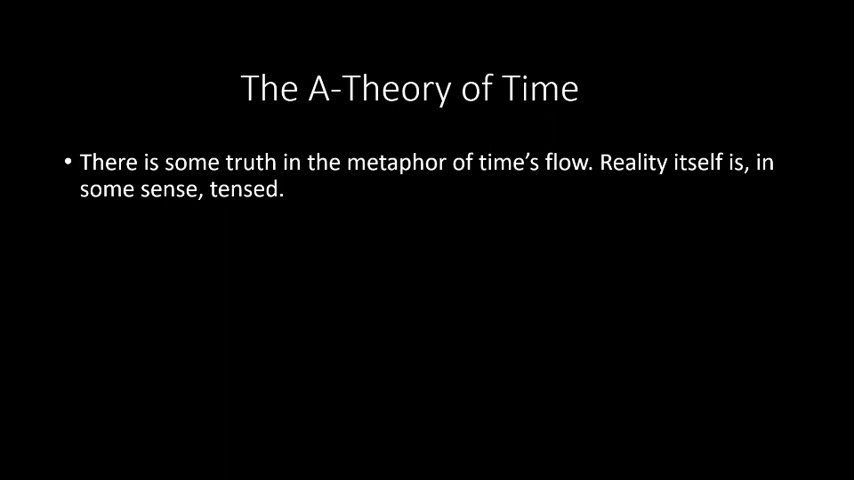 The A-Theory of Time
• There is some truth in the metaphor of time’s flow. Reality itself is, in
some sense, tensed.